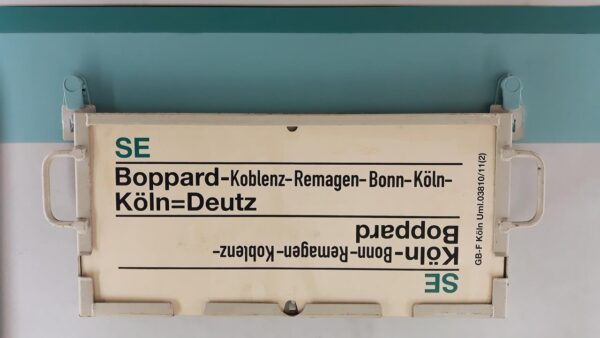 SE
Boppard-Koblenz-Remagen-Bonn-Köln-
Köln=Deutz
SE
Köln-Bonn-Remagen-Koblenz-
Boppard
GB-F Köln Uml.03810/11(2)